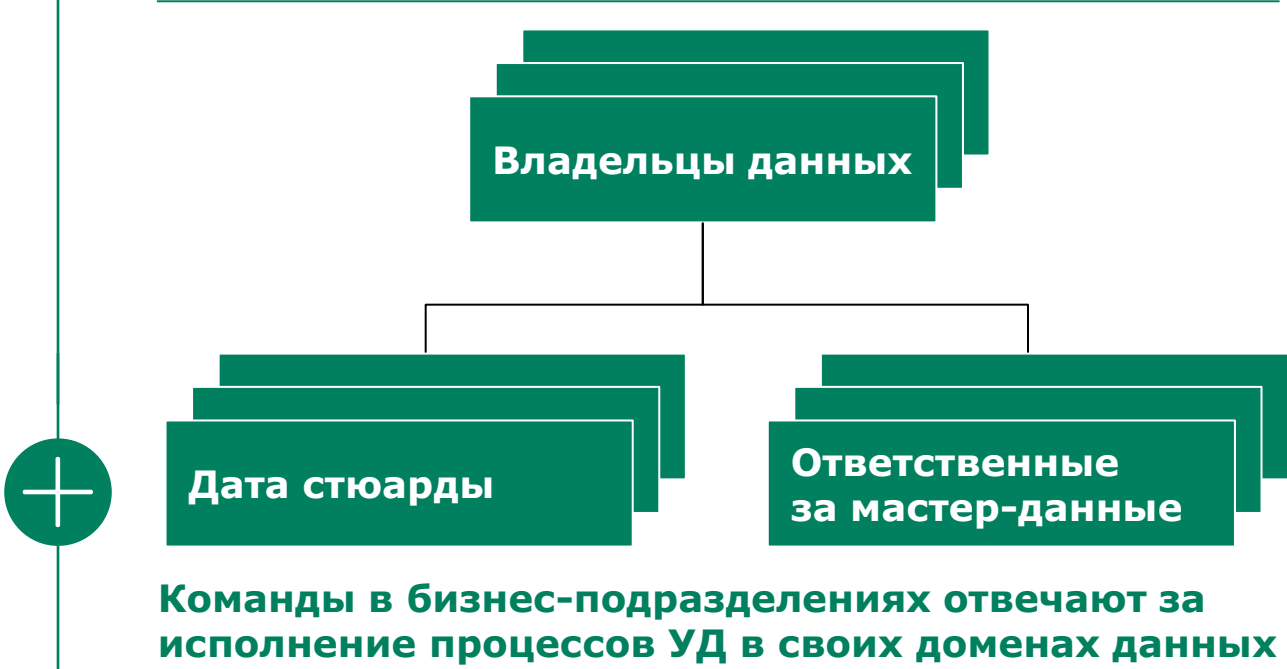 Владельцы данных
Дата стюарды
Ответственные
за мастер-данные
Команды в бизнес-подразделениях отвечают за
исполнение процессов УД в своих доменах данных